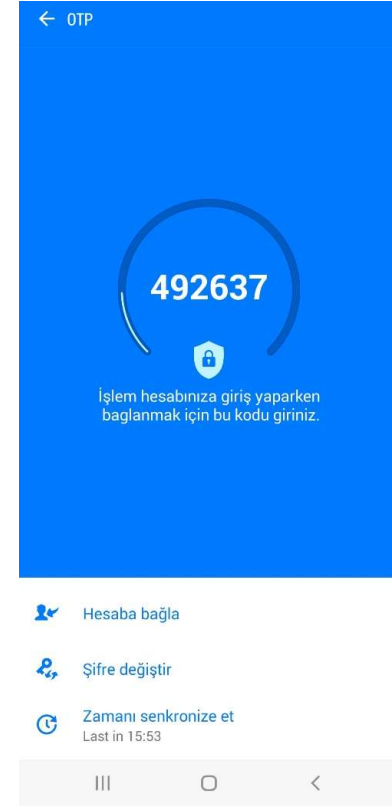 OTP
492637
İşlem hesabınıza giriş yaparken
baglanmak için bu kodu giriniz.
Hesaba bağla
Şifre değiştir
Zamanı senkronize et
Last in 15:53